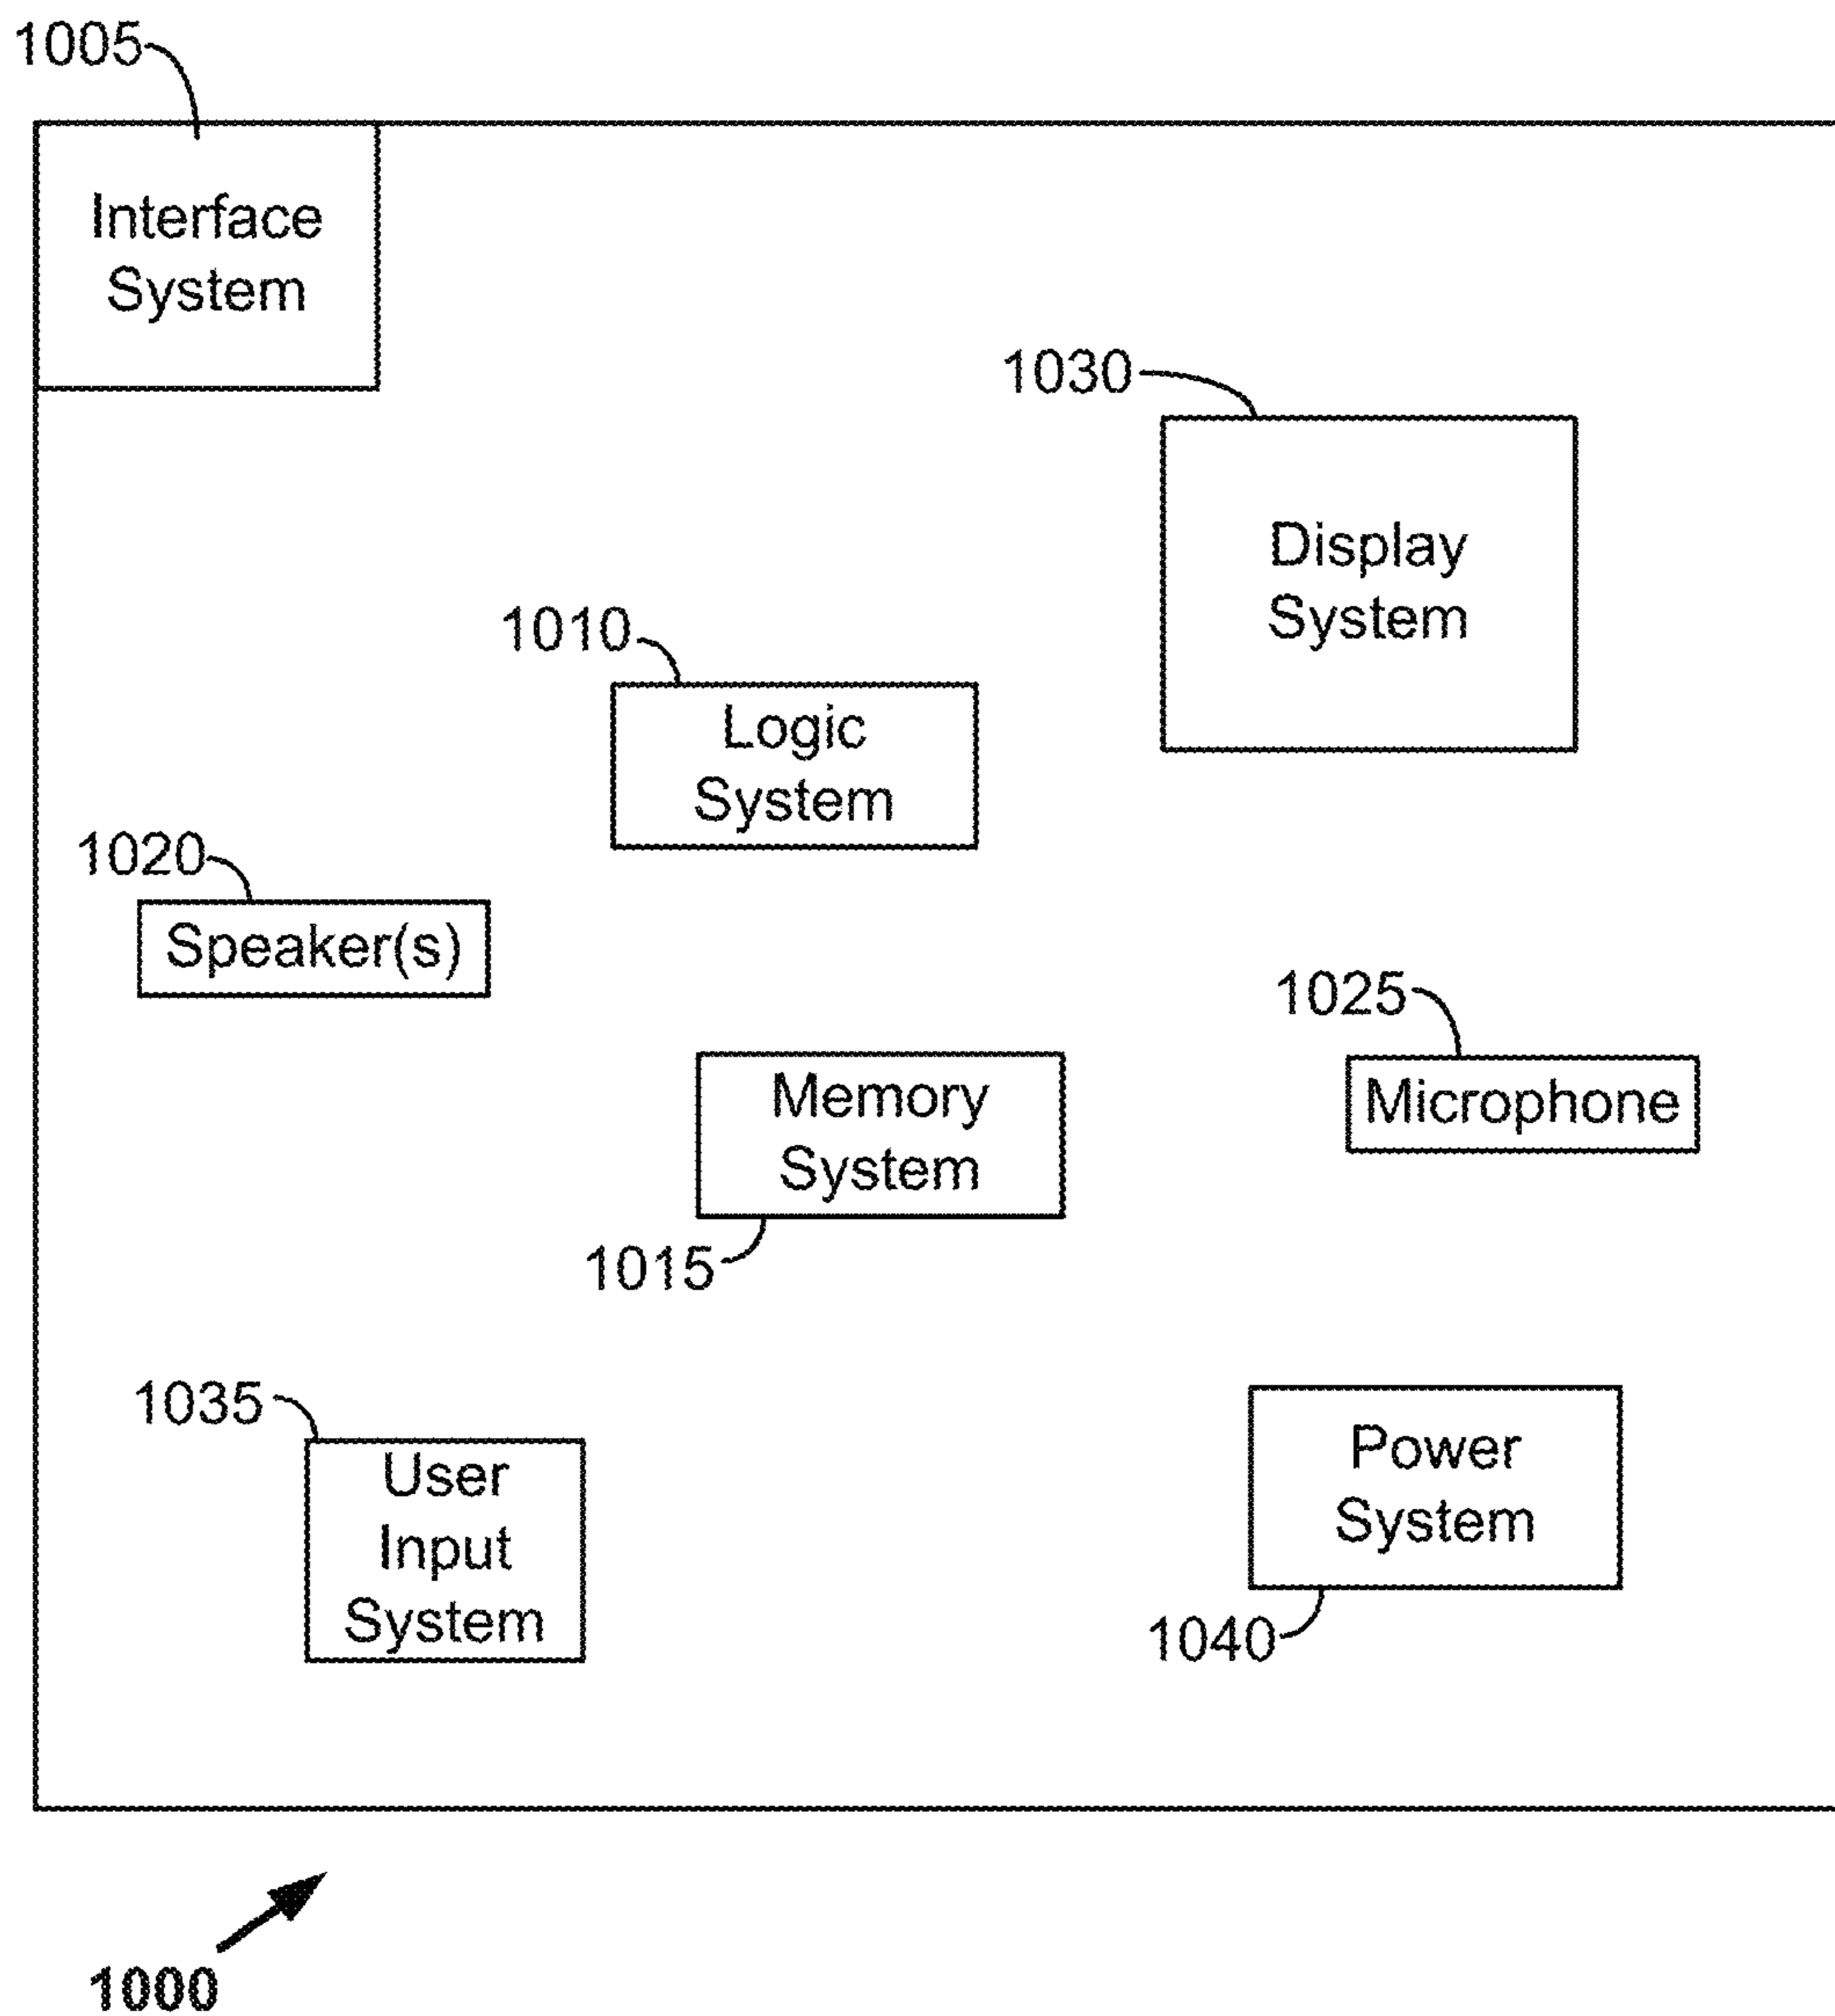 1005
Interface
System
1030
Display
System
1010
Logic
System
1020
Speaker(s)
1025
Microphone
Memory
System
1015
1035
User
Input
System
Power
System
1040
1000